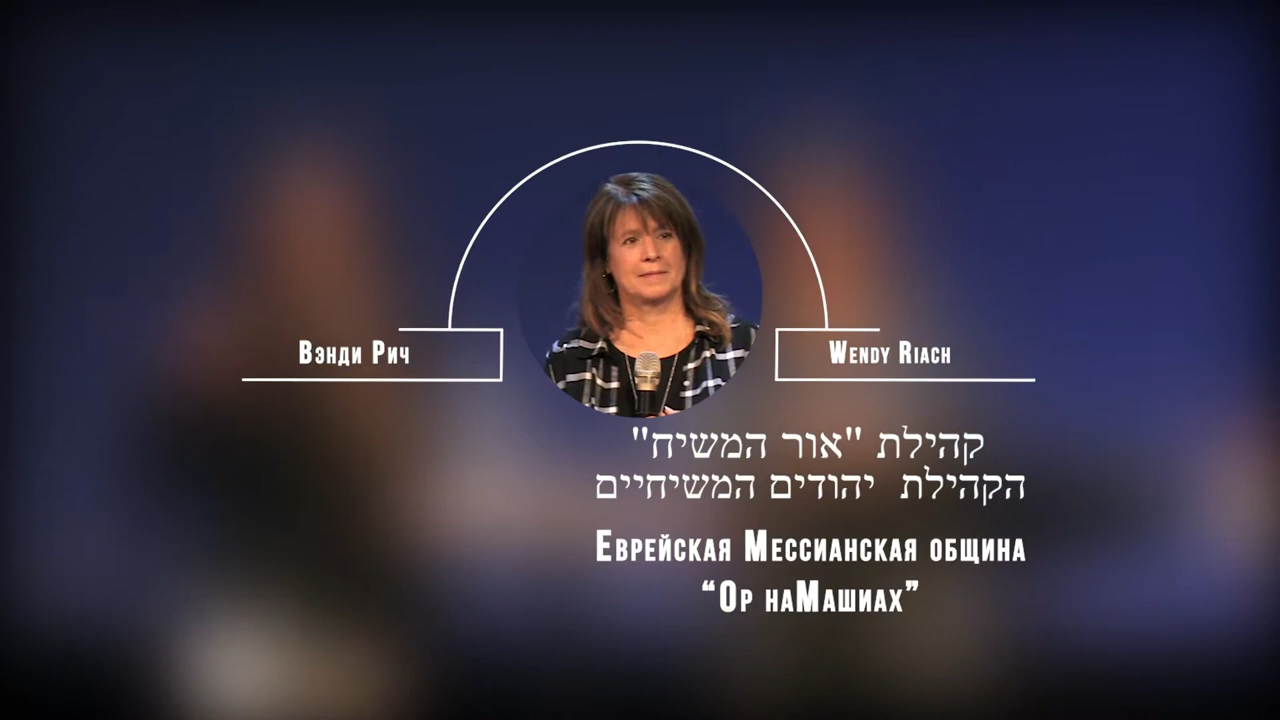 Вэнди Рич
Wendy Riach
קהילת "אור המשיח"
הקהילת יהודים המשיחיים
Еврейская Мессианская община
“Ор наМашиах”